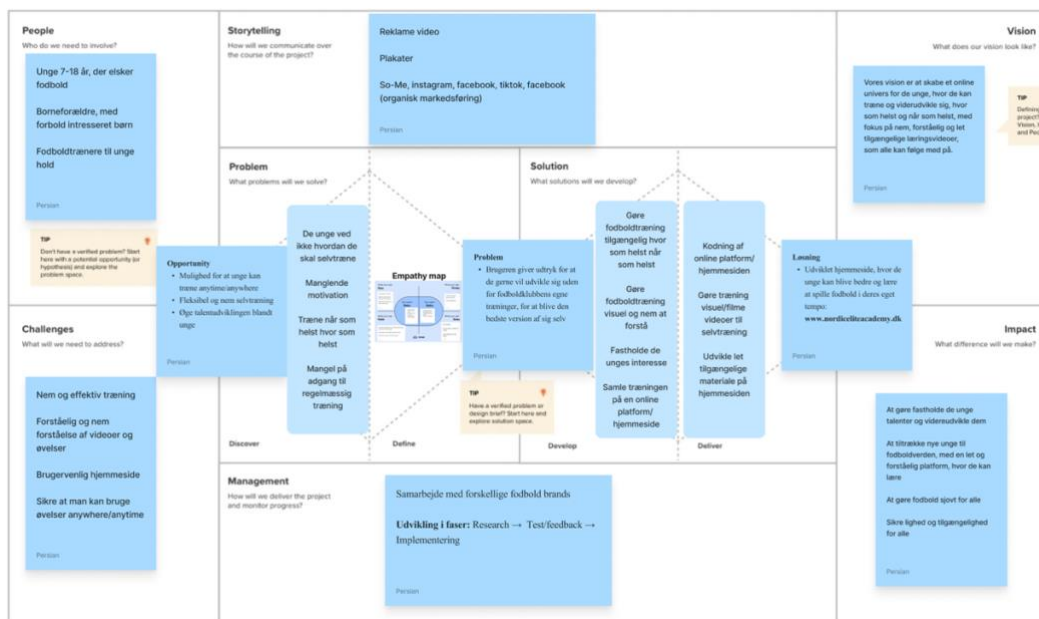 People
Who do we need to involve?
Unge 7-18 år, der elsker
fodbold
Borneforældre, med
forbold intresseret børn
Fodboldtrænere til unge
hold
Persian
TIP
Don't have a verified problem? Start
here with a potential opportunity (or
hypothesis) and explore the
problem space.
Storytelling
How will we communicate over
the course of the project?
Reklame video
Plakater
So-Me, instagram, facebook, tiktok, facebook
(organisk markedsføring)
Persian
Vision
What does our vision look like?
Vores vision er at skabe et online
univers for de unge, hvor de kan
træne og viderudvikle sig, hvor
som helst og når som helst, med
fokus på nem, forståelig og let
tilgængelige læringsvideoer,
som alle kan følge med på.
Persian
TIP
Defining
project?
Vision,
and Peo
Opportunity
• Mulighed for at unge kan
træne anytime/anywhere
• Fleksibel og nem selvtræning
• Øge talentudviklingen blandt
unge
Persian
Problem
What problems will we solve?
De unge ved
ikke hvordan de
skal selvtræne
Manglende
motivation
Træne når som
helst hvor som
helst
Mangel på
adgang til
regelmæssig
træning
Discover
Empathy map
Define
Problem
• Brugeren giver udtryk for at
de gerne vil udvikle sig uden
for fodboldklubbens egne
træninger, for at blive den
bedste version af sig selv
Persian
TIP
Have a verified problem or
design brief? Start here and
explore solution space.
Solution
What solutions will we develop?
Gøre
fodboldtræning
tilgængelig hvor
som helst når
som helst
Gøre
fodboldtræning
visuel og nem at
forstå
Fastholde de
unges interesse
Samle træningen
på en online
platform/
hjemmeside
Develop
Kodning af
online platform/
hjemmesiden
Gøre træning
visuel/filme
videoer til
selvtræning
Udvikle let
tilgængelige
materiale på
hjemmesiden
Deliver
Løsning
• Udviklet hjemmeside, hvor de
unge kan blive bedre og lære
at spille fodbold i deres eget
tempo:
www.nordiceliteacademy.dk
Persian
Challenges
What will we need to address?
Nem og effektiv træning
Forståelig og nem
forståelse af videoer og
øvelser
Brugervenlig hjemmeside
Sikre at man kan bruge
øvelser anywhere/anytime
Persian
Management
How will we deliver the project
and monitor progress?
Samarbejde med forskellige fodbold brands
Udvikling i faser: Research → Test/feedback →
Implementering
Persian
Impact
What difference will we make?
At gøre fastholde de unge
talenter og videreudvikle dem
At tiltrække nye unge til
fodboldverden, med en let og
forståelig platform, hvor de kan
lære
At gøre fodbold sjovt for alle
Sikre lighed og tilgængelighed
for alle
Persian